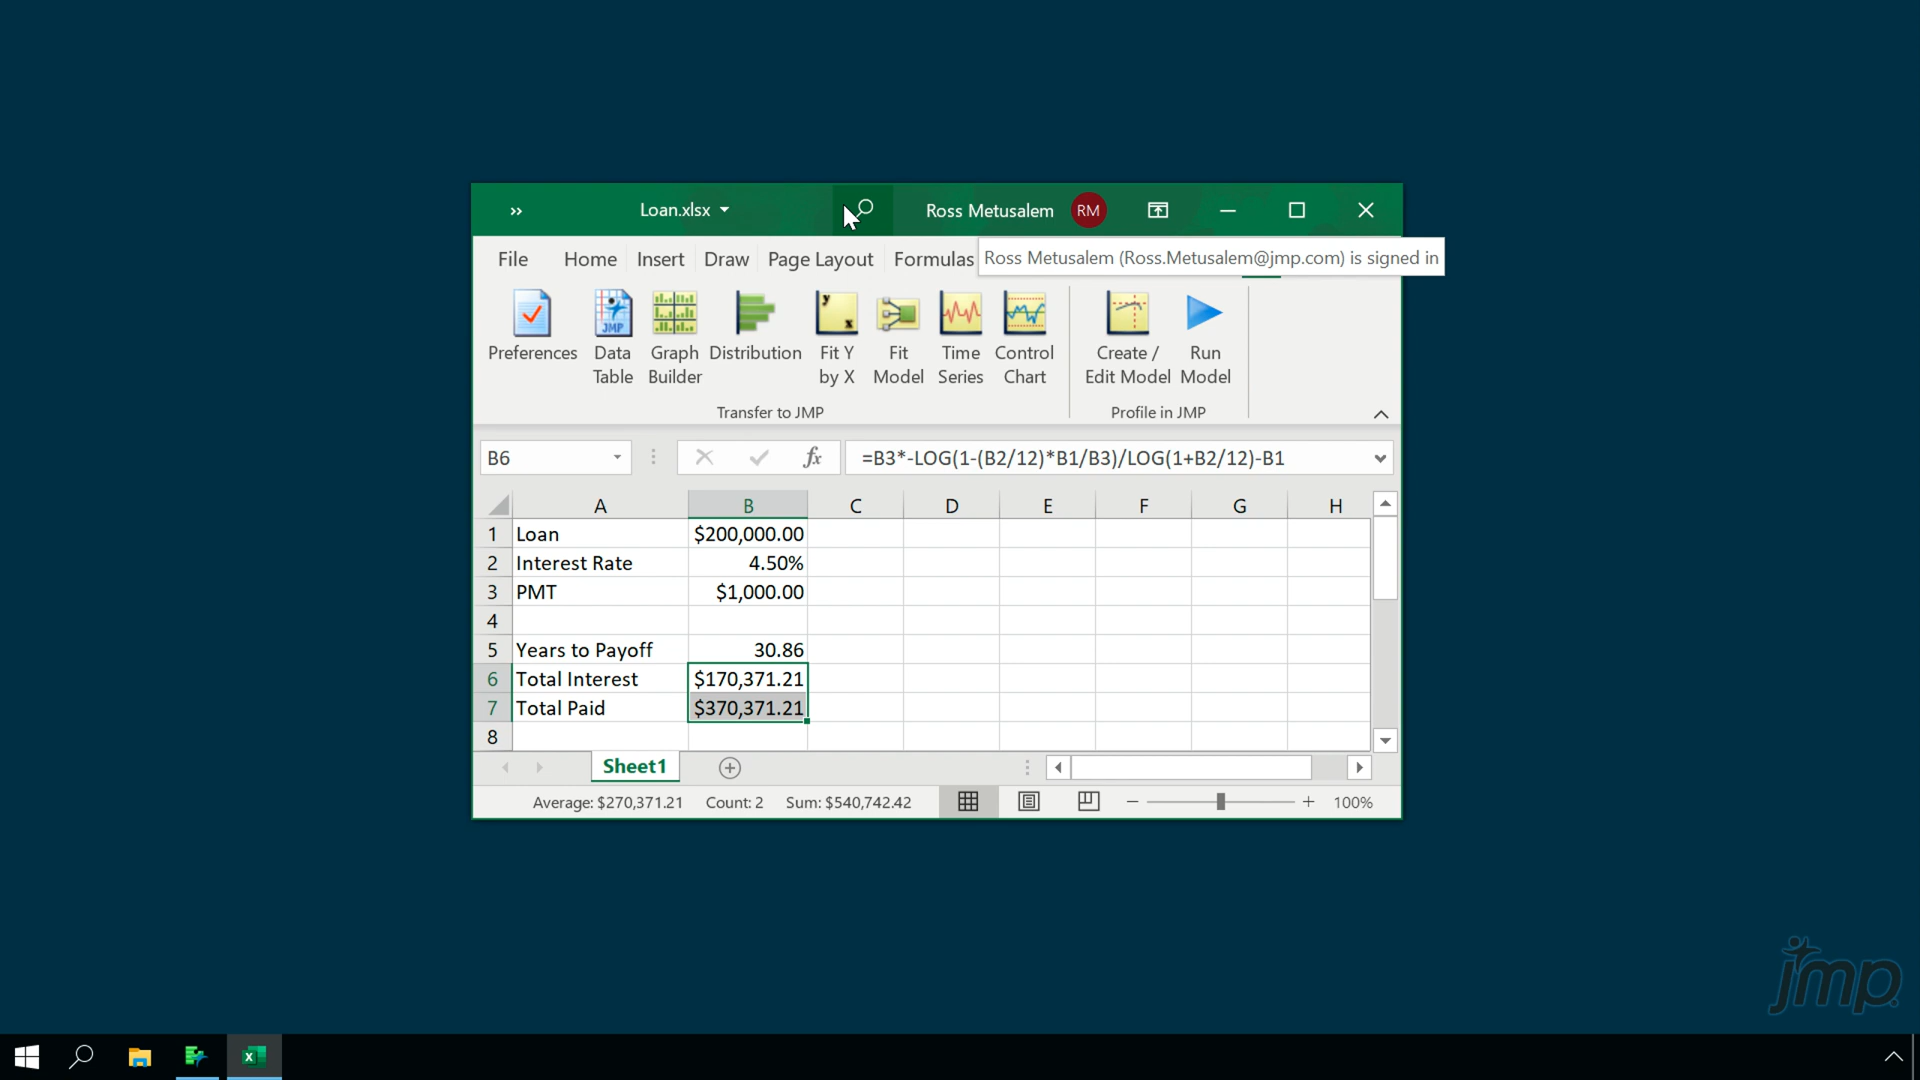 Loan.xlsx
Ross Metusalem RM
File Home Insert Draw Page Layout Formulas
Ross Metusalem (Ross.Metusalem@jmp.com) is signed in
Preferences Data Table Graph Builder Distribution Fit Y by X Fit Model Time Series Control Chart Create / Edit Model Run Model
Transfer to JMP Profile in JMP
B6 fx =B3*-LOG(1-(B2/12)*B1/B3)/LOG(1+B2/12)-B1
A B C D E F G H
1 Loan $200,000.00
2 Interest Rate 4.50%
3 PMT $1,000.00
4
5 Years to Payoff 30.86
6 Total Interest $170,371.21
7 Total Paid $370,371.21
8
Sheet1
Average: $270,371.21 Count: 2 Sum: $540,742.42 100%
jmp